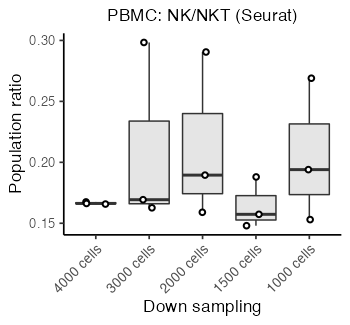 PBMC: NK/NKT (Seurat)
Population ratio
0.30
0.25
0.20
0.15
4000 cells
3000 cells
2000 cells
1500 cells
1000 cells
Down sampling